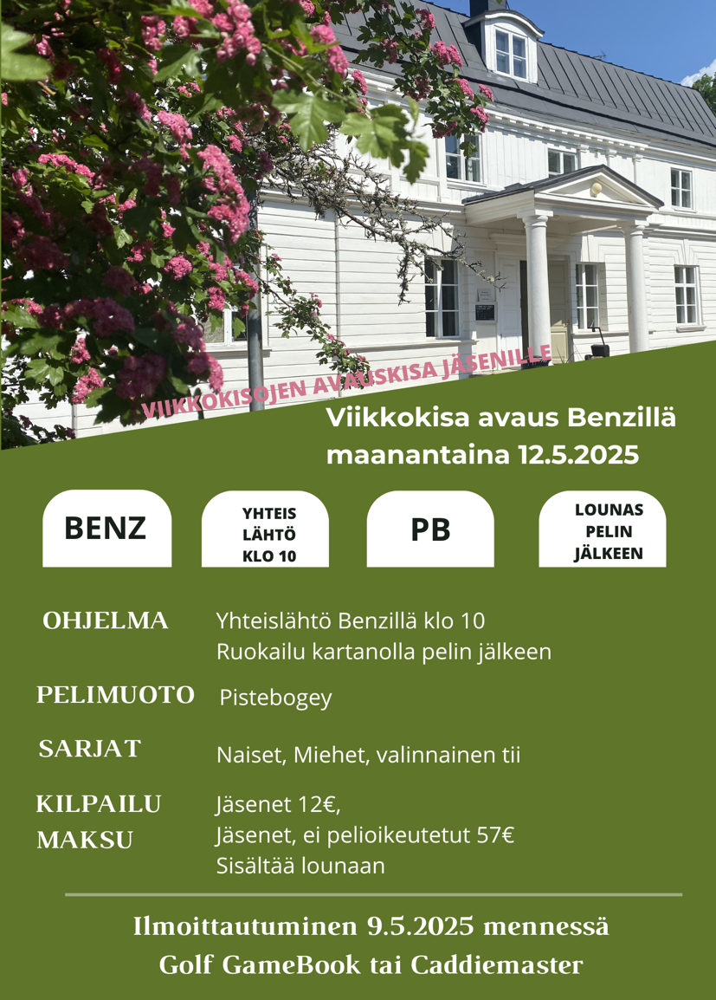 VIIKKOKISOJEN AVAUSKISA JÄSENILLE
Viikkokisa avaus Benzillä
maanantaina 12.5.2025
BENZ
YHTEIS
LÄHTÖ
KLO 10
PB
LOUNAS
PELIN
JÄLKEEN
OHJELMA
Yhteislähtö Benzillä klo 10
Ruokailu kartanolla pelin jälkeen
PELIMUOTO
Pistebogey
SARJAT
Naiset, Miehet, valinnainen tii
KILPAILU
MAKSU
Jäsenet 12€,
Jäsenet, ei pelioikeutetut 57€
Sisältää lounaan
Ilmoittautuminen 9.5.2025 mennessä
Golf GameBook tai Caddiemaster